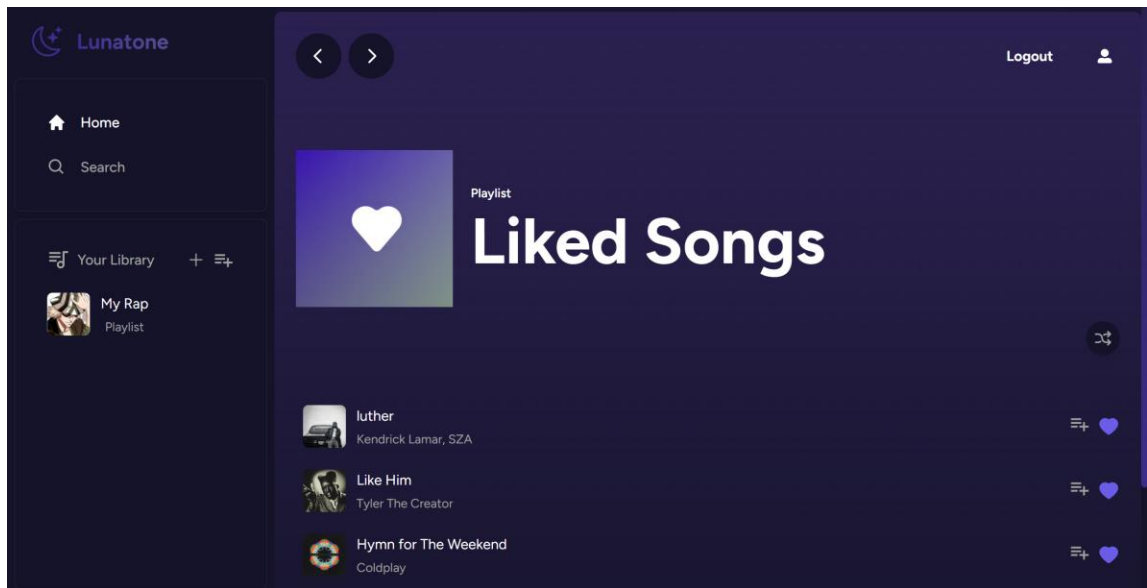 Lunatone
Home
Search
Your Library
My Rap
Playlist
Logout
Playlist
Liked Songs
luther
Kendrick Lamar, SZA
Like Him
Tyler The Creator
Hymn for The Weekend
Coldplay